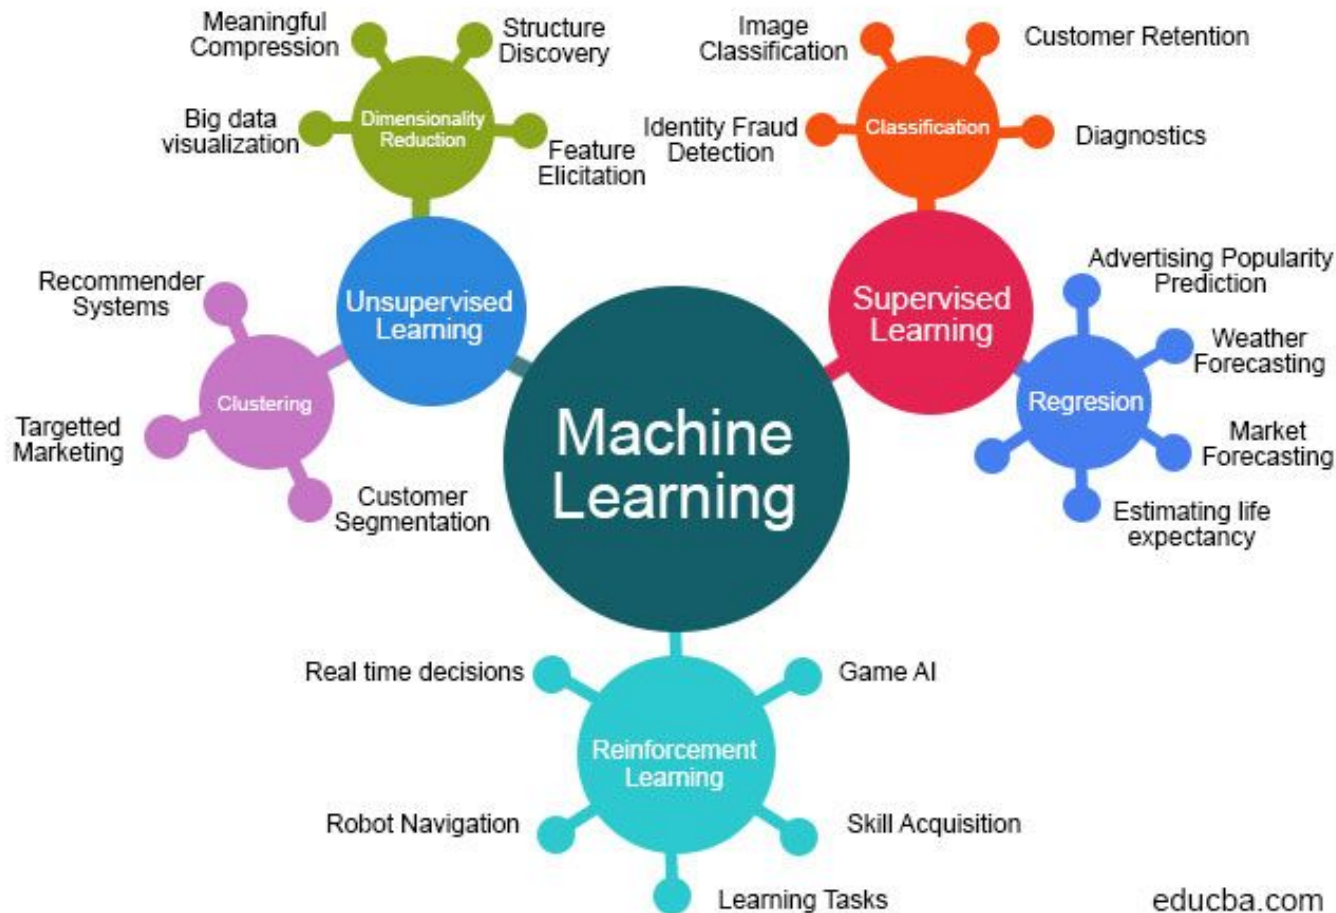 Meaningful
Compression
Structure
Discovery
Big data
visualization
Dimensionality
Reduction
Feature
Elicitation
Image
Classification
Customer Retention
Identity Fraud
Detection
Classification
Diagnostics
Recommender
Systems
Unsupervised
Learning
Clustering
Targetted
Marketing
Customer
Segmentation
Machine
Learning
Supervised
Learning
Advertising Popularity
Prediction
Weather
Forecasting
Regresion
Market
Forecasting
Estimating life
expectancy
Real time decisions
Game AI
Reinforcement
Learning
Robot Navigation
Skill Acquisition
Learning Tasks
educba.com